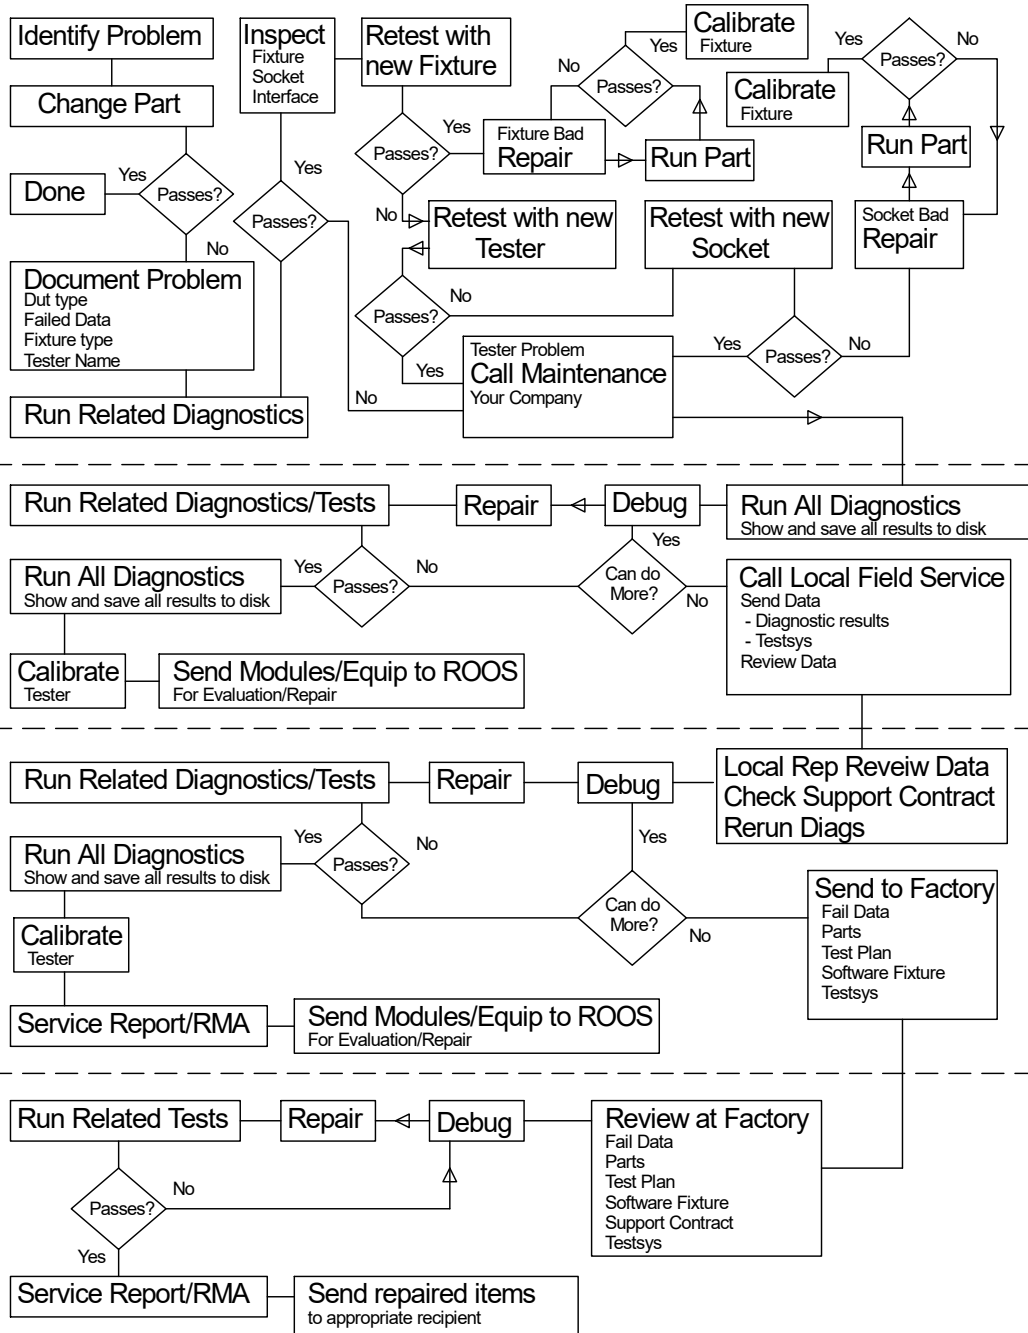 Identify Problem
Change Part
Yes
Passes?
Done
No
Document Problem
Dut type
Failed Data
Fixture type
Tester Name
Run Related Diagnostics
Inspect
Fixture
Socket
Interface
Yes
Passes?
No
Retest with
new Fixture
Yes
Passes?
No
Fixture Bad
Repair
Run Part
No
Passes?
Yes
Calibrate
Fixture
Retest with new
Tester
Passes?
No
Yes
Retest with new
Socket
Tester Problem
Call Maintenance
Your Company
Yes
Passes?
No
Socket Bad
Repair
Run Part
Yes
Passes?
No
Calibrate
Fixture
Run All Diagnostics
Show and save all results to disk
Debug
Repair
Run Related Diagnostics/Tests
Yes
Can do
More?
No
Yes
Passes?
No
Run All Diagnostics
Show and save all results to disk
Calibrate
Tester
Send Modules/Equip to ROOS
For Evaluation/Repair
Call Local Field Service
Send Data
- Diagnostic results
- Testsys
Review Data
Local Rep Reveiw Data
Check Support Contract
Rerun Diags
Debug
Repair
Run Related Diagnostics/Tests
Yes
Can do
More?
No
Yes
Passes?
No
Run All Diagnostics
Show and save all results to disk
Calibrate
Tester
Service Report/RMA
Send Modules/Equip to ROOS
For Evaluation/Repair
Send to Factory
Fail Data
Parts
Test Plan
Software Fixture
Testsys
Review at Factory
Fail Data
Parts
Test Plan
Software Fixture
Support Contract
Testsys
Debug
Repair
Run Related Tests
No
Passes?
Yes
Service Report/RMA
Send repaired items
to appropriate recipient